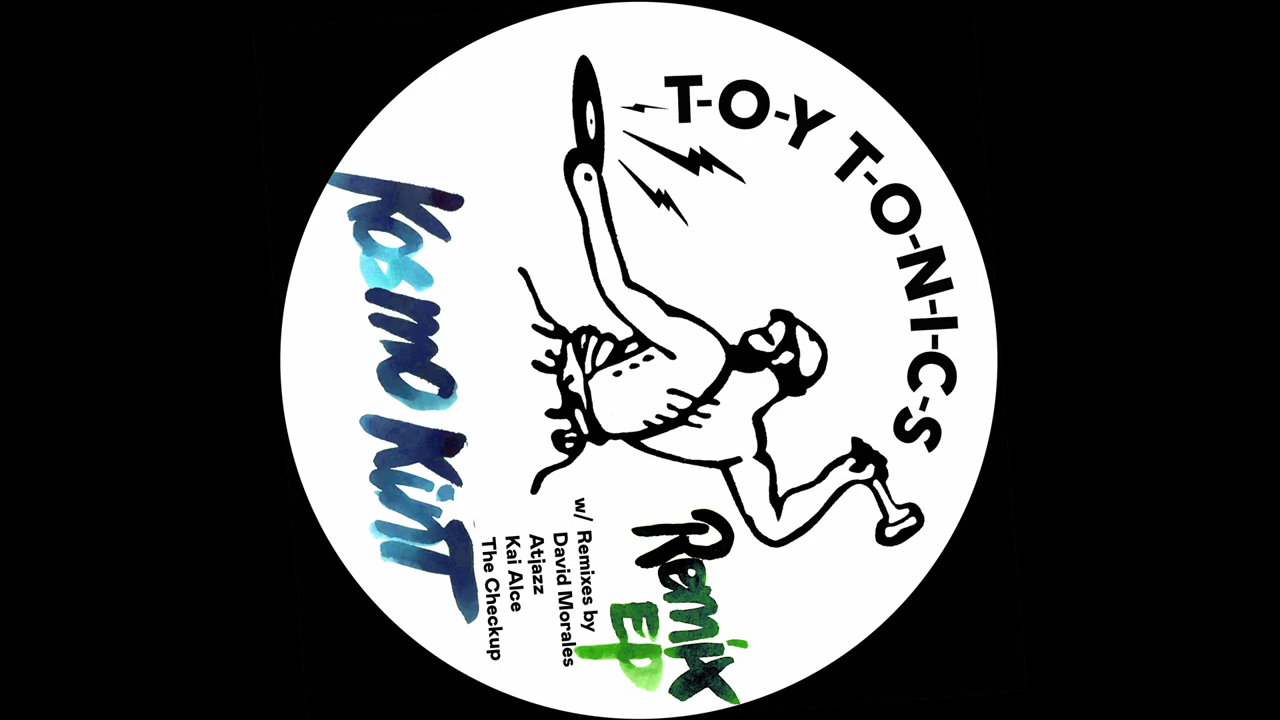 T-O-Y T-O-N-I-C-S
Kosmo Kint
Remix
EP
w/ Remixes by
David Morales
Atjazz
Kai Alce
The Checkup